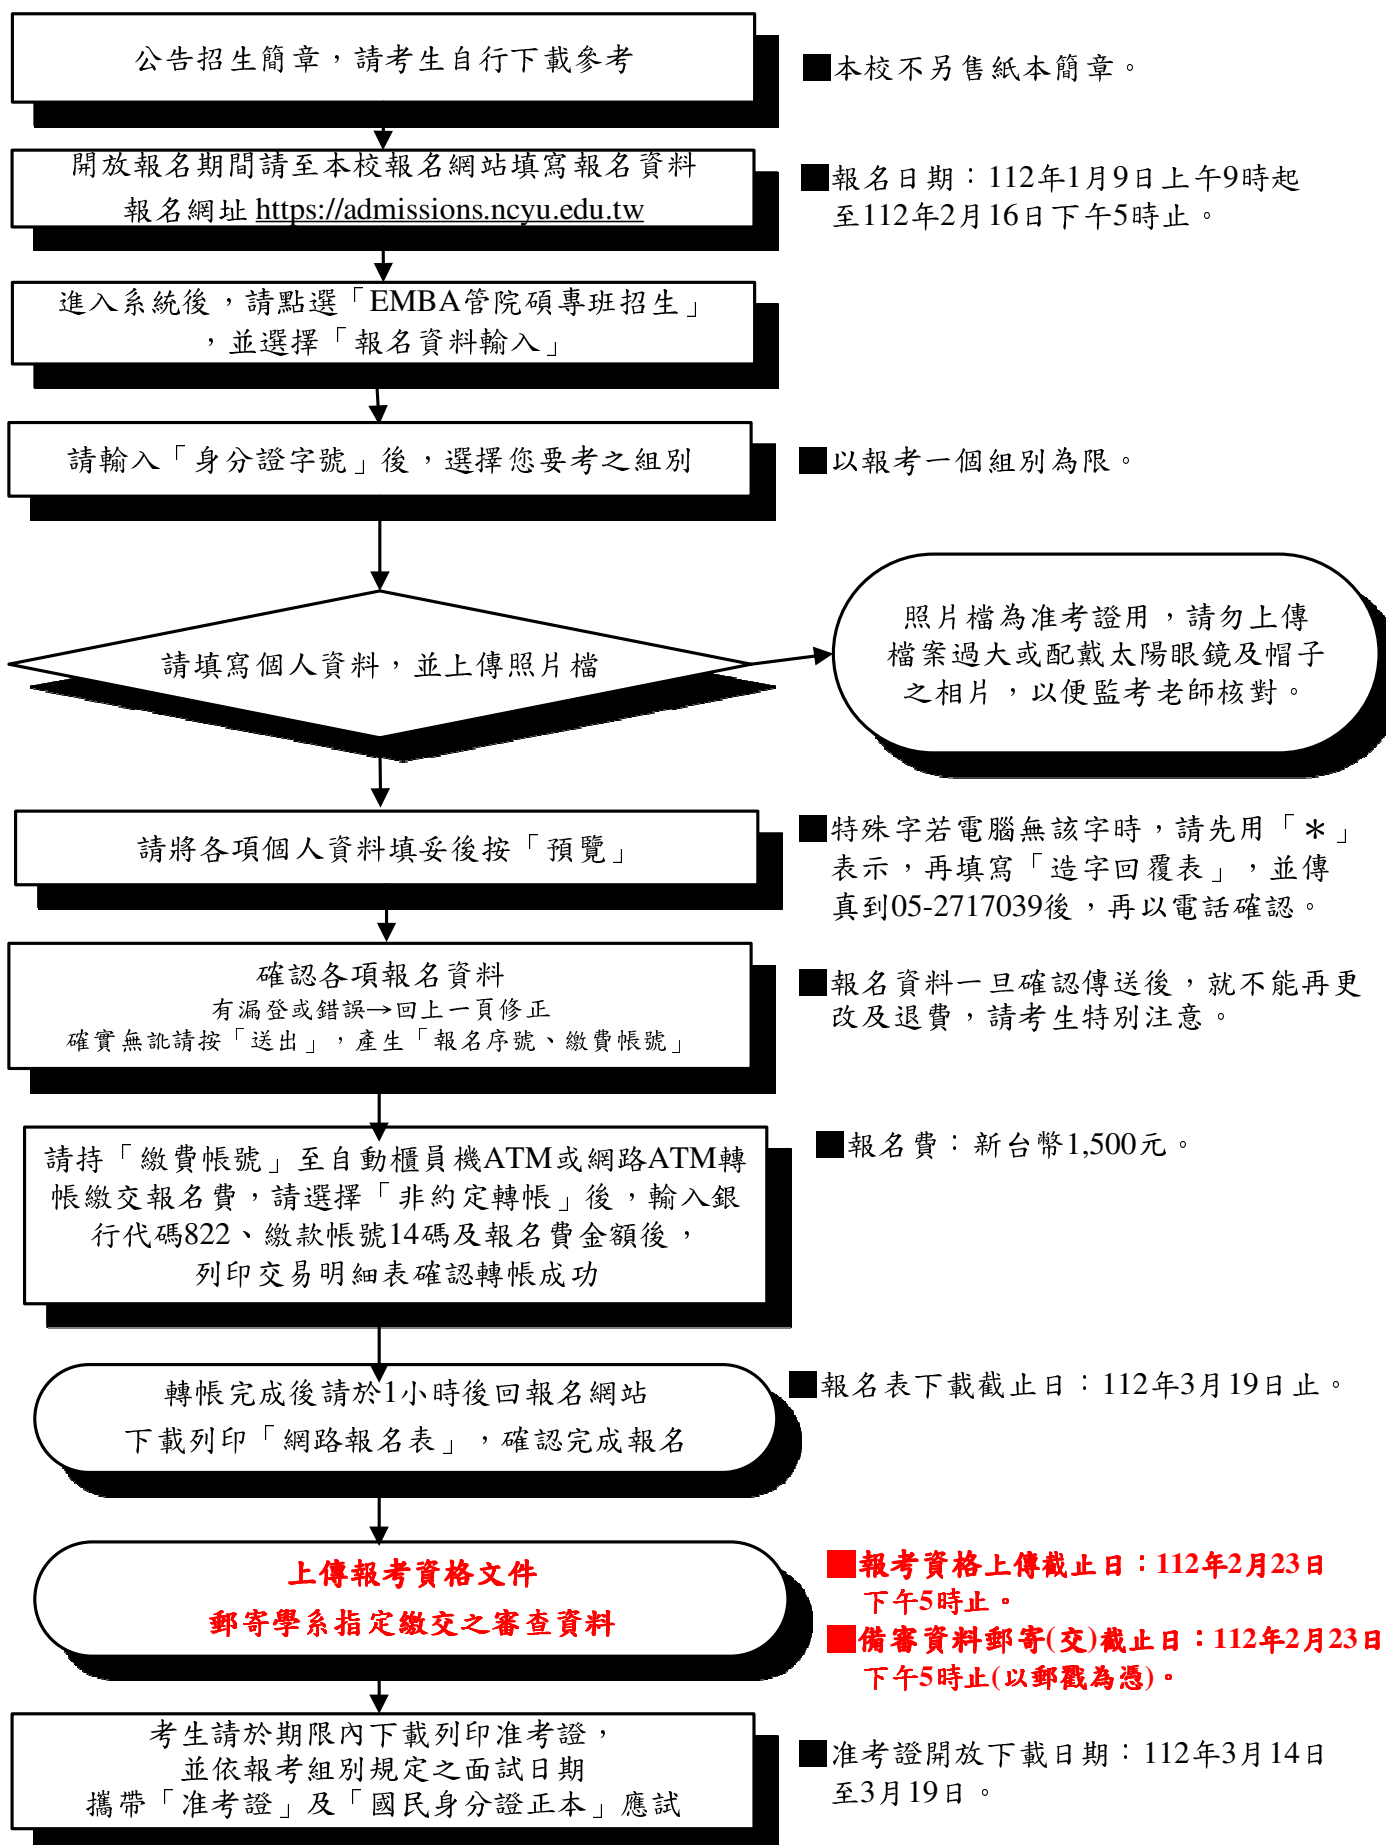 公告招生簡章，請考生自行下載參考
■本校不另售紙本簡章。
開放報名期間請至本校報名網站填寫報名資料
報名網址 https://admissions.ncyu.edu.tw
■報名日期：112年1月9日上午9時起
至112年2月16日下午5時止。
進入系統後，請點選「EMBA管院碩專班招生」
，並選擇「報名資料輸入」
請輸入「身分證字號」後，選擇您要考之組別
■以報考一個組別為限。
請填寫個人資料，並上傳照片檔
照片檔為准考證用，請勿上傳
檔案過大或配戴太陽眼鏡及帽子
之相片，以便監考老師核對。
請將各項個人資料填妥後按「預覽」
■特殊字若電腦無該字時，請先用「＊」
表示，再填寫「造字回覆表」，並傳
真到05-2717039後，再以電話確認。
確認各項報名資料
有漏登或錯誤→回上一頁修正
確實無訛請按「送出」，產生「報名序號、繳費帳號」
■報名資料一旦確認傳送後，就不能再更
改及退費，請考生特別注意。
請持「繳費帳號」至自動櫃員機ATM或網路ATM轉
帳繳交報名費，請選擇「非約定轉帳」後，輸入銀
行代碼822、繳款帳號14碼及報名費金額後，
列印交易明細表確認轉帳成功
■報名費：新台幣1,500元。
轉帳完成後請於1小時後回報名網站
下載列印「網路報名表」，確認完成報名
■報名表下載截止日：112年3月19日止。
上傳報考資格文件
郵寄學系指定繳交之審查資料
■報考資格上傳截止日：112年2月23日
下午5時止。
■備審資料郵寄(交)截止日：112年2月23日
下午5時止(以郵戳為憑)。
考生請於期限內下載列印准考證，
並依報考組別規定之面試日期
攜帶「准考證」及「國民身分證正本」應試
■准考證開放下載日期：112年3月14日
至3月19日。